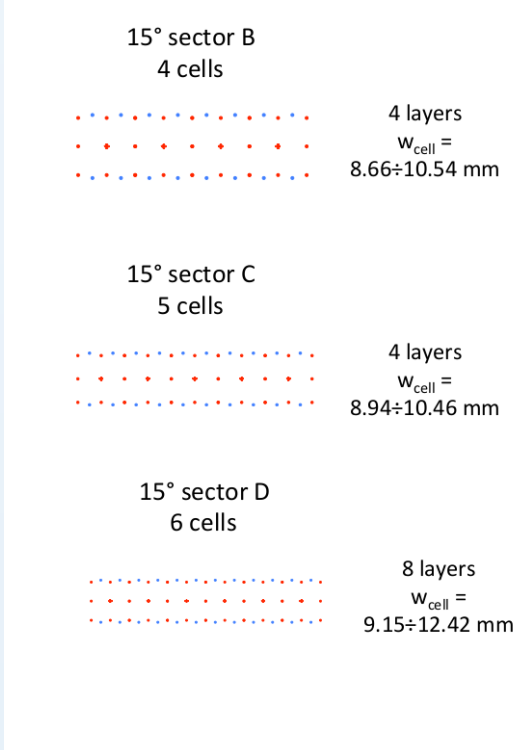 15° sector B
4 cells
4 layers
wcell =
8.66÷10.54 mm
15° sector C
5 cells
4 layers
wcell =
8.94÷10.46 mm
15° sector D
6 cells
8 layers
wcell =
9.15÷12.42 mm